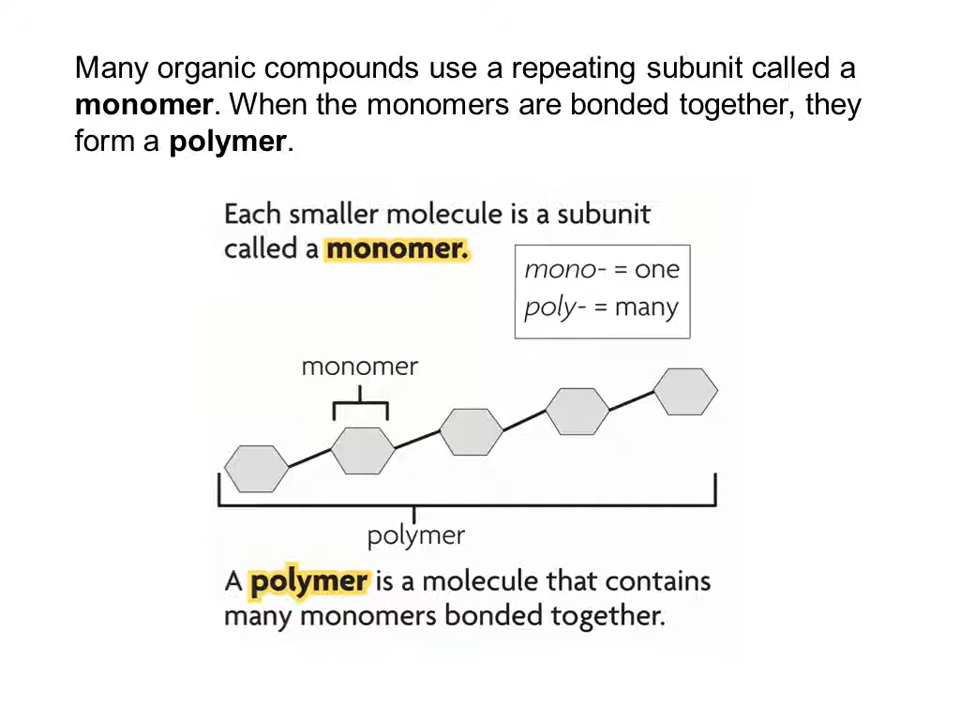 Many organic compounds use a repeating subunit called a
monomer. When the monomers are bonded together, they
form a polymer.
Each smaller molecule is a subunit
called a monomer.
mono- = one
poly- = many
monomer
polymer
A polymer is a molecule that contains
many monomers bonded together.